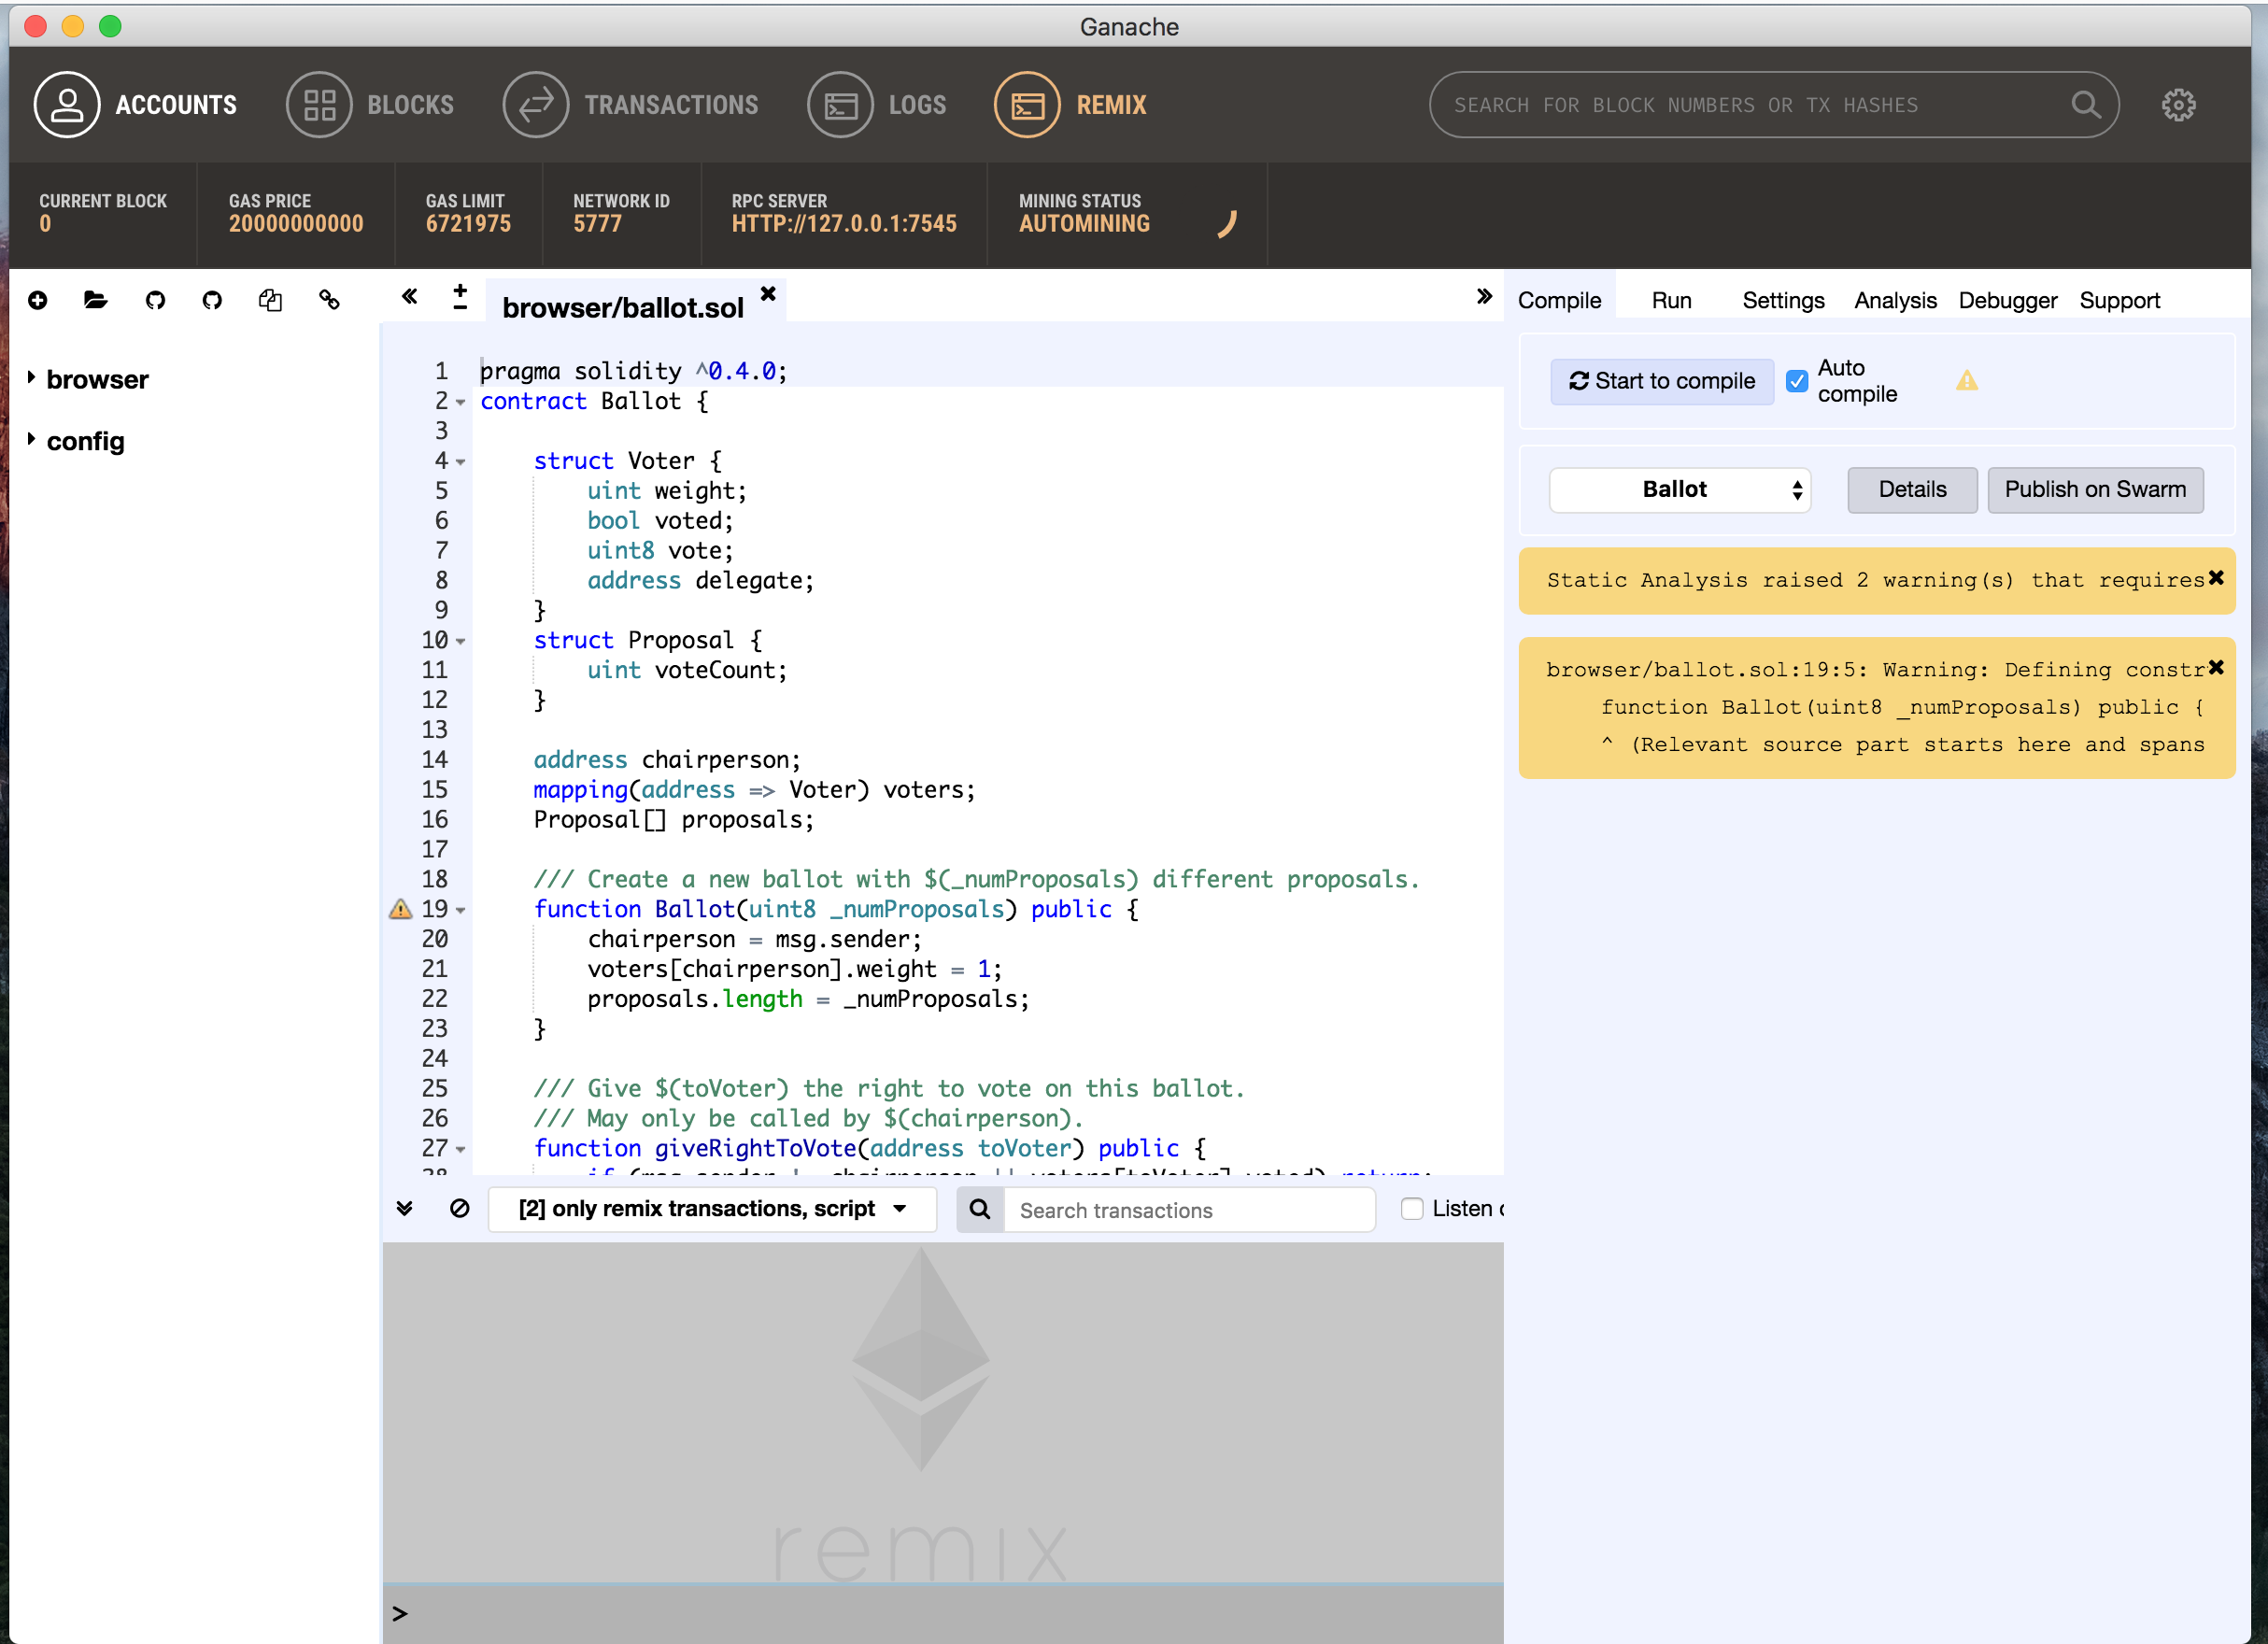 Ganache
ACCOUNTS BLOCKS TRANSACTIONS LOGS REMIX SEARCH FOR BLOCK NUMBERS OR TX HASHES
CURRENT BLOCK GAS PRICE GAS LIMIT NETWORK ID RPC SERVER MINING STATUS
0 20000000000 6721975 5777 HTTP://127.0.0.1:7545 AUTOMINING
browser
config
browser/ballot.sol
1 pragma solidity ^0.4.0;
2 contract Ballot {
3
4 struct Voter {
5 uint weight;
6 bool voted;
7 uint8 vote;
8 address delegate;
9 }
10 struct Proposal {
11 uint voteCount;
12 }
13
14 address chairperson;
15 mapping(address => Voter) voters;
16 Proposal[] proposals;
17
18 /// Create a new ballot with $(_numProposals) different proposals.
19 function Ballot(uint8 _numProposals) public {
20 chairperson = msg.sender;
21 voters[chairperson].weight = 1;
22 proposals.length = _numProposals;
23 }
24
25 /// Give $(toVoter) the right to vote on this ballot.
26 /// May only be called by $(chairperson).
27 function giveRightToVote(address toVoter) public {
[2] only remix transactions, script Search transactions Listen
remix
>
Compile Run Settings Analysis Debugger Support
Start to compile Auto compile
Ballot Details Publish on Swarm
Static Analysis raised 2 warning(s) that requires
browser/ballot.sol:19:5: Warning: Defining constr
function Ballot(uint8 _numProposals) public {
^ (Relevant source part starts here and spans